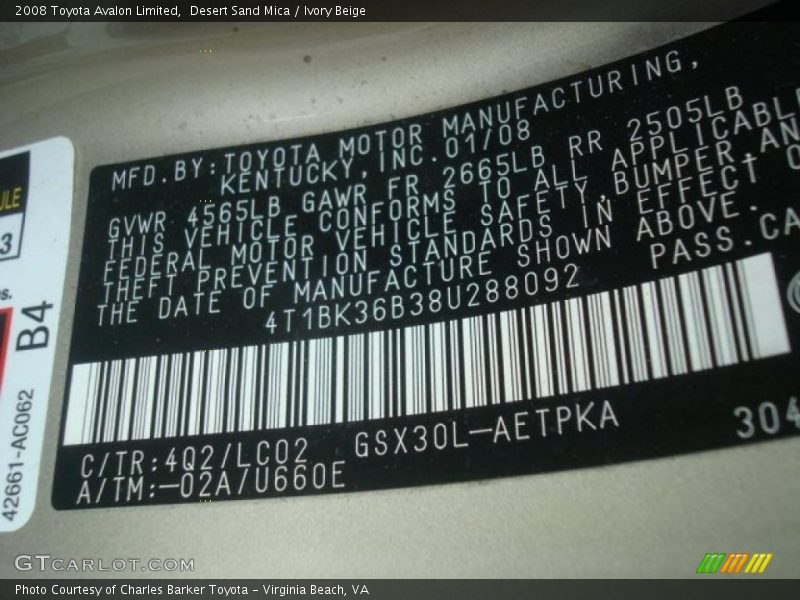 2008 Toyota Avalon Limited,  Desert Sand Mica / Ivory Beige
MFD.BY:TOYOTA MOTOR MANUFACTURING,
KENTUCKY,INC.01/08
GVWR 4565LB GAWR FR 2665LB RR 2505LB
THIS VEHICLE CONFORMS TO ALL APPLICABLE
FEDERAL MOTOR VEHICLE SAFETY,BUMPER AN
THEFT PREVENTION STANDARDS IN EFFECT O
THE DATE OF MANUFACTURE SHOWN ABOVE.
4T1BK36B38U288092 PASS.CA
C/TR:4Q2/LC02 GSX30L-AETPKA 304
A/TM:-02A/U660E
ULE
3
s.
B4
42661-AC062
GTCARLOT.COM
Photo Courtesy of Charles Barker Toyota - Virginia Beach, VA